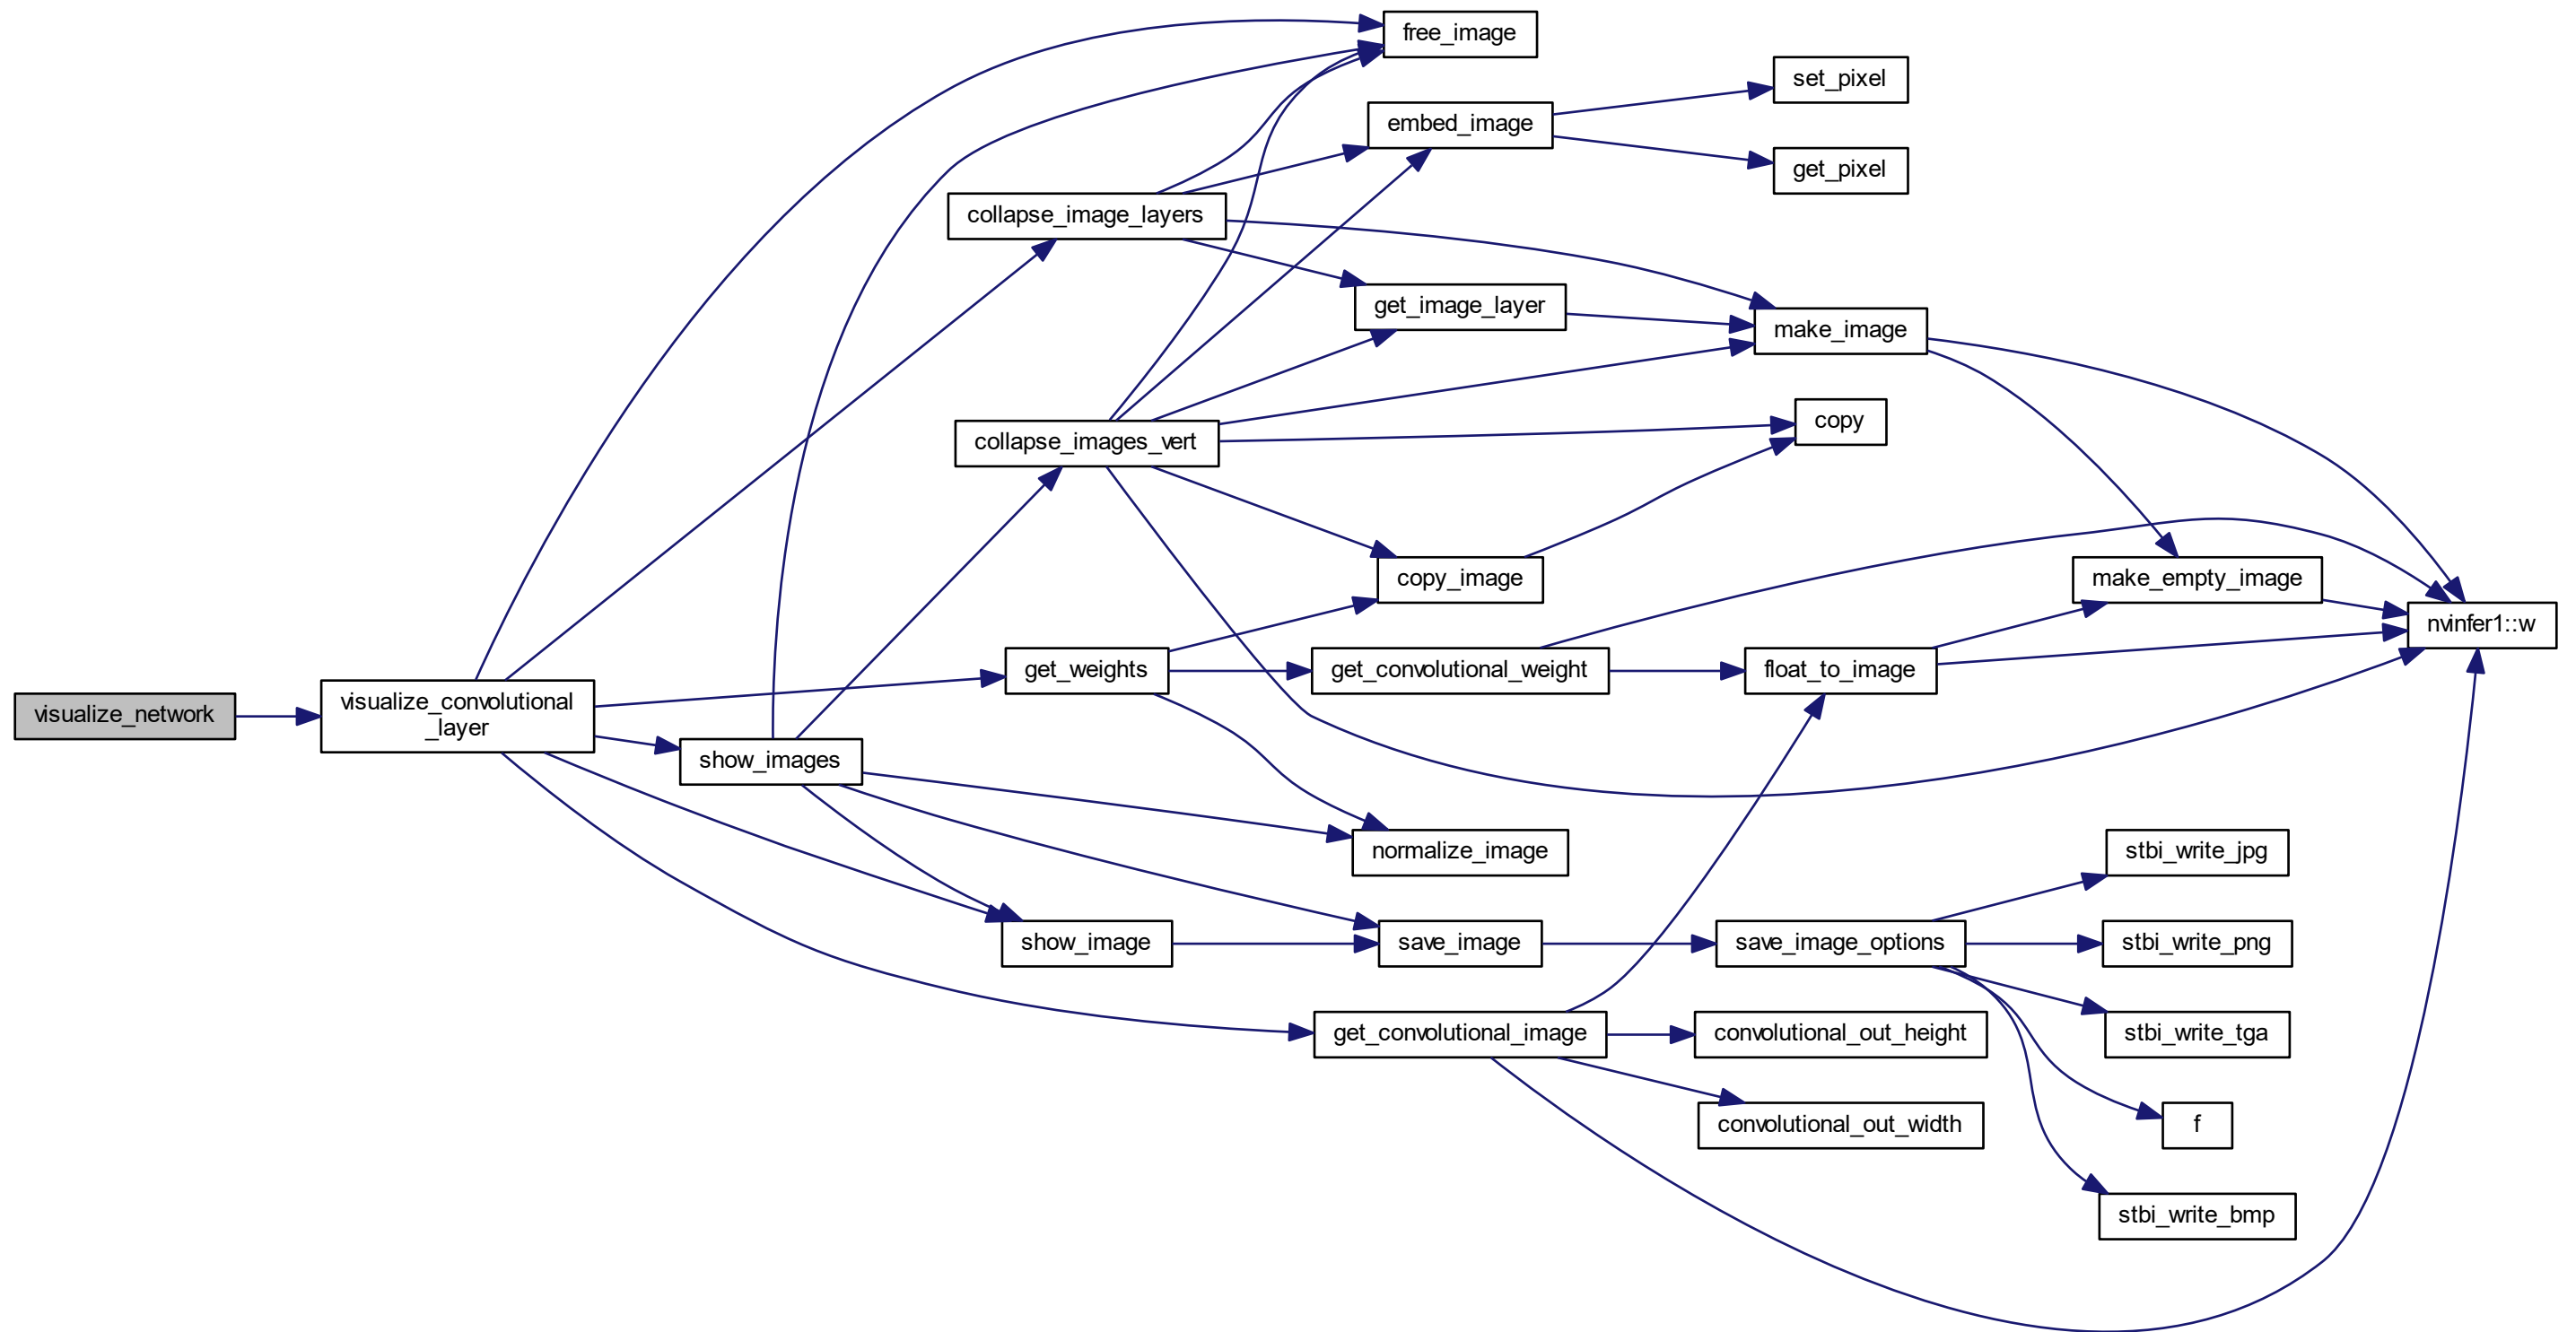 visualize_network
visualize_convolutional
_layer
free_image
collapse_image_layers
embed_image
set_pixel
get_pixel
get_image_layer
make_image
collapse_images_vert
copy
copy_image
make_empty_image
nvinfer1::w
get_weights
get_convolutional_weight
float_to_image
show_images
normalize_image
show_image
save_image
save_image_options
stbi_write_jpg
stbi_write_png
stbi_write_tga
f
stbi_write_bmp
get_convolutional_image
convolutional_out_height
convolutional_out_width